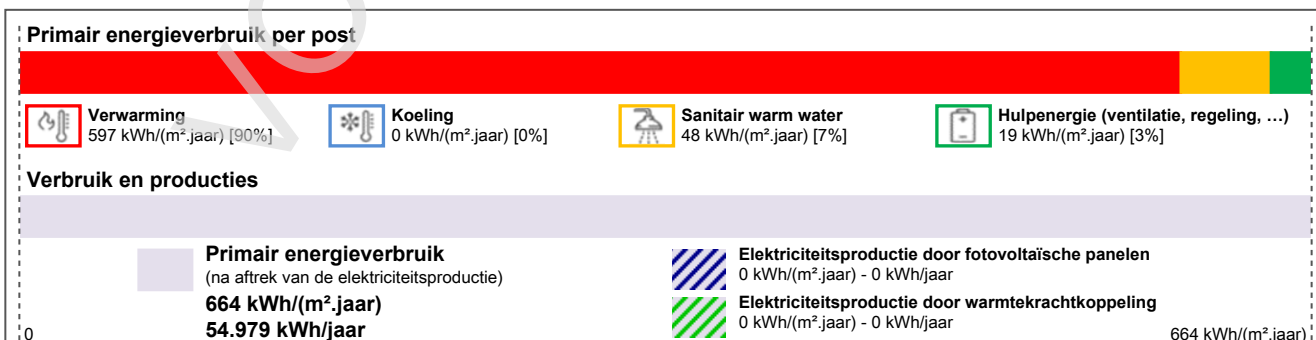 Primair energieverbruik per post
Verwarming
597 kWh/(m².jaar) [90%]
Koeling
0 kWh/(m².jaar) [0%]
Sanitair warm water
48 kWh/(m².jaar) [7%]
Hulpenergie (ventilatie, regeling, …)
19 kWh/(m².jaar) [3%]
Verbruik en producties
Primair energieverbruik
(na aftrek van de elektriciteitsproductie)
664 kWh/(m².jaar)
54.979 kWh/jaar
Elektriciteitsproductie door fotovoltaïsche panelen
0 kWh/(m².jaar) - 0 kWh/jaar
Elektriciteitsproductie door warmtekrachtkoppeling
0 kWh/(m².jaar) - 0 kWh/jaar
0
664 kWh/(m².jaar)